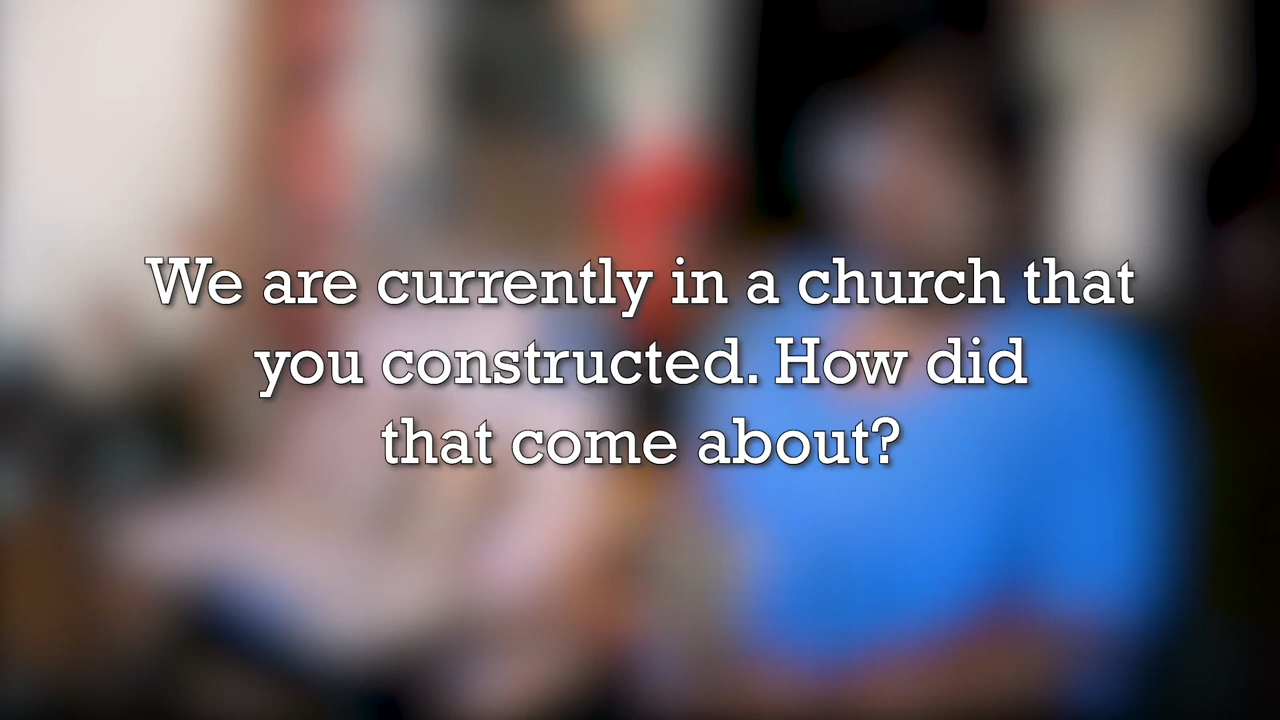 We are currently in a church that
you constructed. How did
that come about?